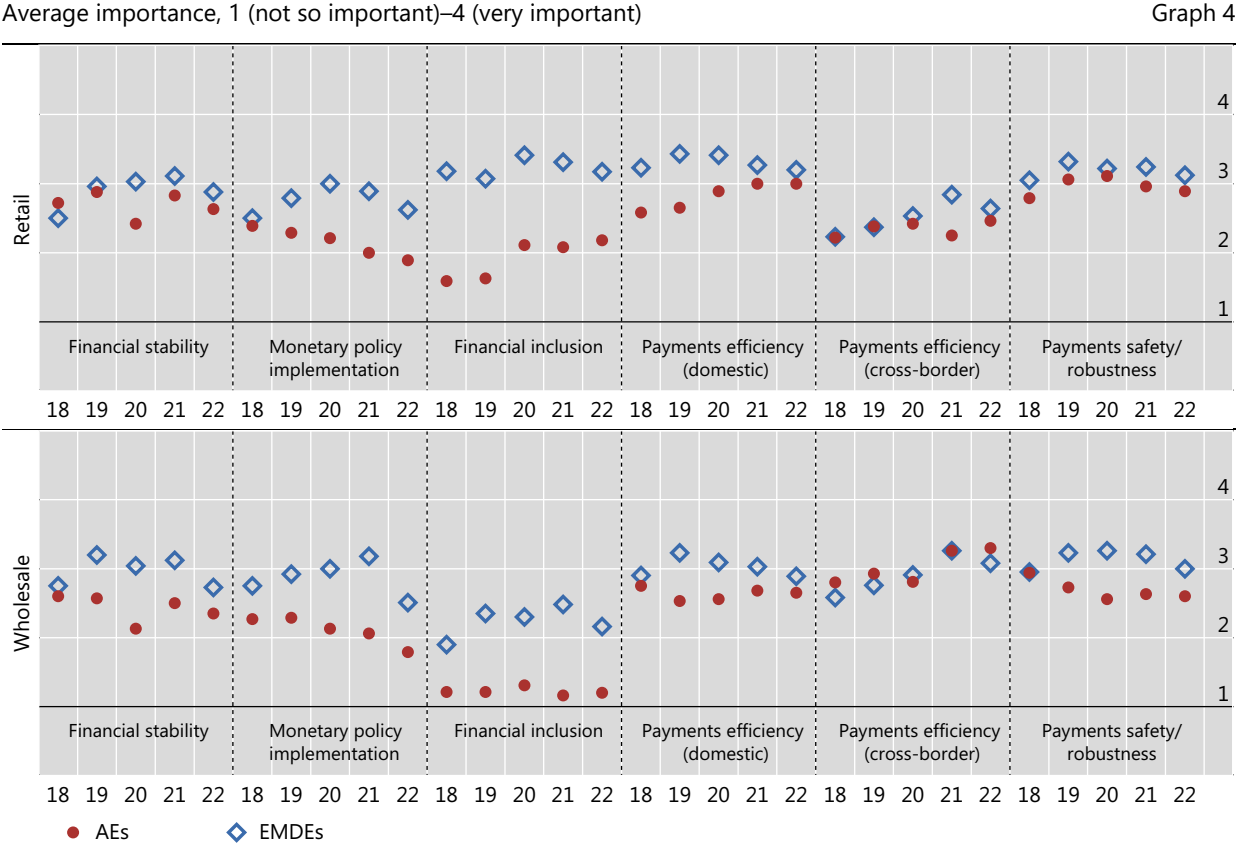 Average importance, 1 (not so important)–4 (very important) Graph 4
Retail
4
3
2
1
Financial stability Monetary policy Financial inclusion Payments efficiency Payments efficiency Payments safety/
implementation (domestic) (cross-border) robustness
18 19 20 21 22 18 19 20 21 22 18 19 20 21 22 18 19 20 21 22 18 19 20 21 22 18 19 20 21 22
Wholesale
4
3
2
1
Financial stability Monetary policy Financial inclusion Payments efficiency Payments efficiency Payments safety/
implementation (domestic) (cross-border) robustness
18 19 20 21 22 18 19 20 21 22 18 19 20 21 22 18 19 20 21 22 18 19 20 21 22 18 19 20 21 22
AEs EMDEs